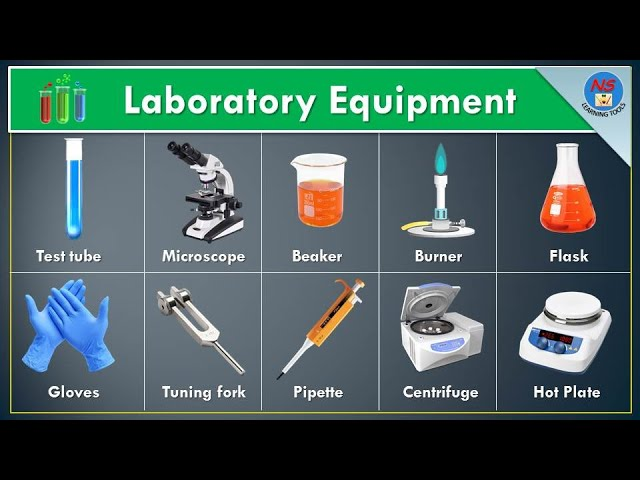 Laboratory Equipment
NS
LEARNING TOOLS
Test tube
Microscope
Beaker
Burner
Flask
Gloves
Tuning fork
Pipette
Centrifuge
Hot Plate